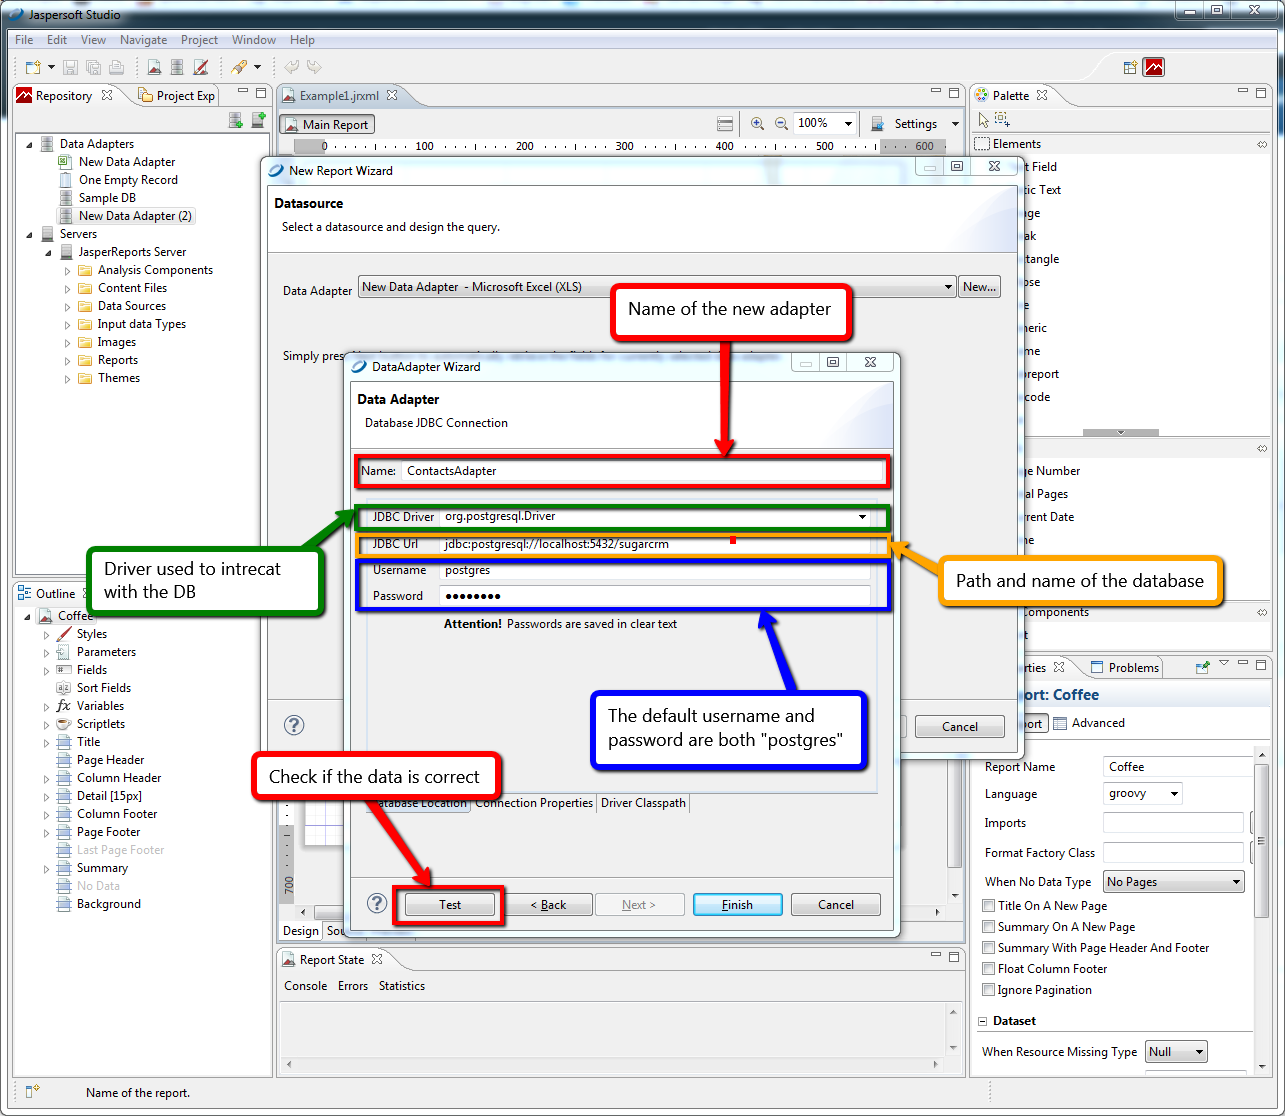 Jaspersoft Studio
File Edit View Navigate Project Window Help
Repository
Project Exp
Data Adapters
New Data Adapter
One Empty Record
Sample DB
New Data Adapter (2)
Servers
JasperReports Server
Analysis Components
Content Files
Data Sources
Input data Types
Images
Reports
Themes
Outline
Coffee
Styles
Parameters
Fields
Sort Fields
Variables
Scriptlets
Title
Page Header
Column Header
Detail [15px]
Column Footer
Page Footer
Last Page Footer
Summary
No Data
Background
Name of the report.
Example1.jrxml
Main Report
100%
Settings
0 100 200 300 400 500 600
New Report Wizard
Datasource
Select a datasource and design the query.
Data Adapter
New Data Adapter - Microsoft Excel (XLS)
New...
Name of the new adapter
Simply pres
DataAdapter Wizard
Data Adapter
Database JDBC Connection
Name: ContactsAdapter
JDBC Driver org.postgresql.Driver
JDBC Url jdbc:postgresql://localhost:5432/sugarcrm
Username postgres
Password ●●●●●●●●
Attention! Passwords are saved in clear text
Driver used to intrecat
with the DB
Path and name of the database
The default username and
password are both "postgres"
Check if the data is correct
Cancel
atabase Location Connection Properties Driver Classpath
Test < Back Next > Finish Cancel
700
Design
Report State
Console Errors Statistics
Palette
Elements
t Field
tic Text
ge
ak
tangle
ose
e
neric
me
preport
code
ge Number
al Pages
rrent Date
me
omponents
t
rties
Problems
ort: Coffee
ort
Advanced
Report Name Coffee
Language groovy
Imports
Format Factory Class
When No Data Type No Pages
Title On A New Page
Summary On A New Page
Summary With Page Header And Footer
Float Column Footer
Ignore Pagination
Dataset
When Resource Missing Type Null